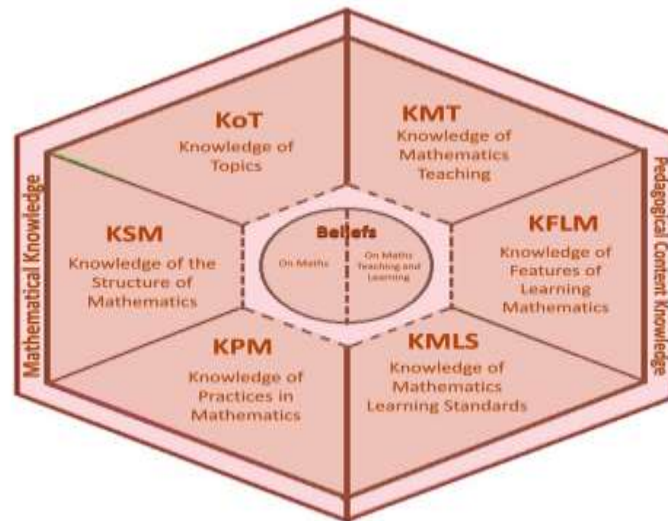 KoT
Knowledge of
Topics
KMT
Knowledge of
Mathematics
Teaching
Mathematical Knowledge
KSM
Knowledge of the
Structure of
Mathematics
Beliefs
On Maths
On Maths
Teaching and
Learning
KFLM
Knowledge of
Features of
Learning
Mathematics
Pedagogical Content Knowledge
KPM
Knowledge of
Practices in
Mathematics
KMLS
Knowledge of
Mathematics
Learning Standards